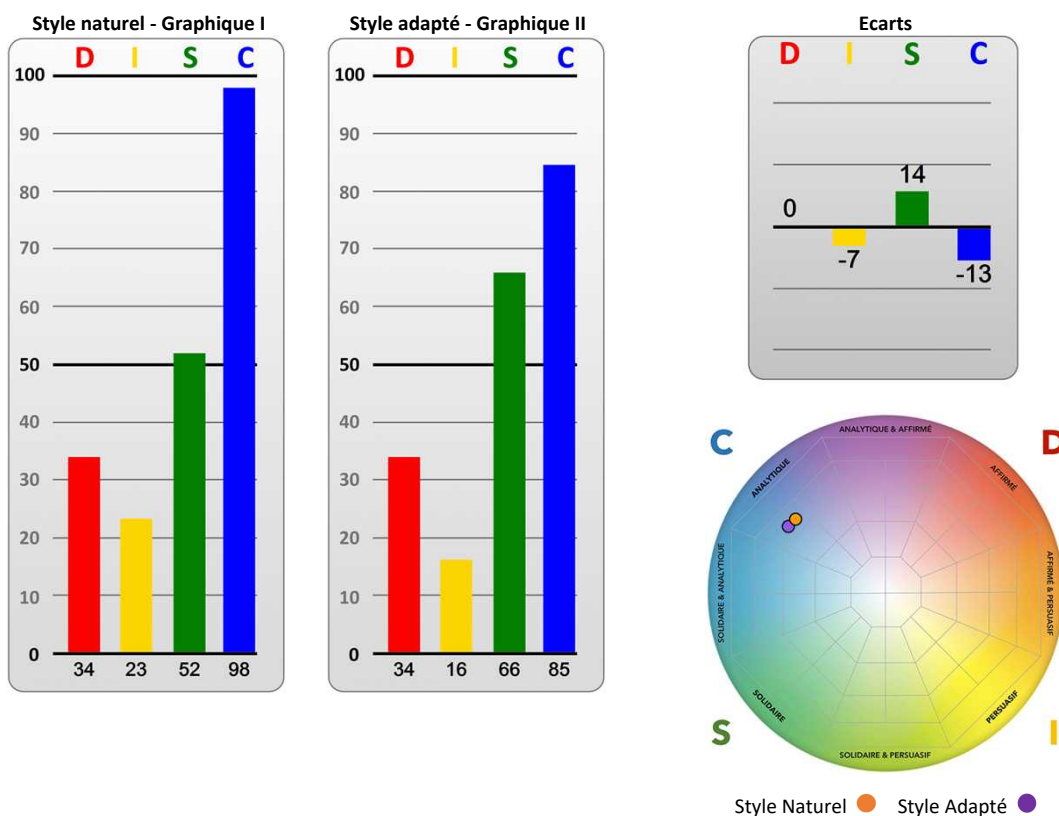 Style naturel - Graphique I
D I S C
100
90
80
70
60
50
40
30
20
10
0
34 23 52 98
Style adapté - Graphique II
D I S C
100
90
80
70
60
50
40
30
20
10
0
34 16 66 85
Ecarts
D I S C
0
-7
14
-13
C
D
S
I
ANALYTIQUE & AFFIRMÉ
AFFIRMÉ
AFFIRMÉ & PERSUASIF
PERSUASIF
SOLIDAIRE & PERSUASIF
SOLIDAIRE
SOLIDAIRE & ANALYTIQUE
ANALYTIQUE
Style Naturel
Style Adapté